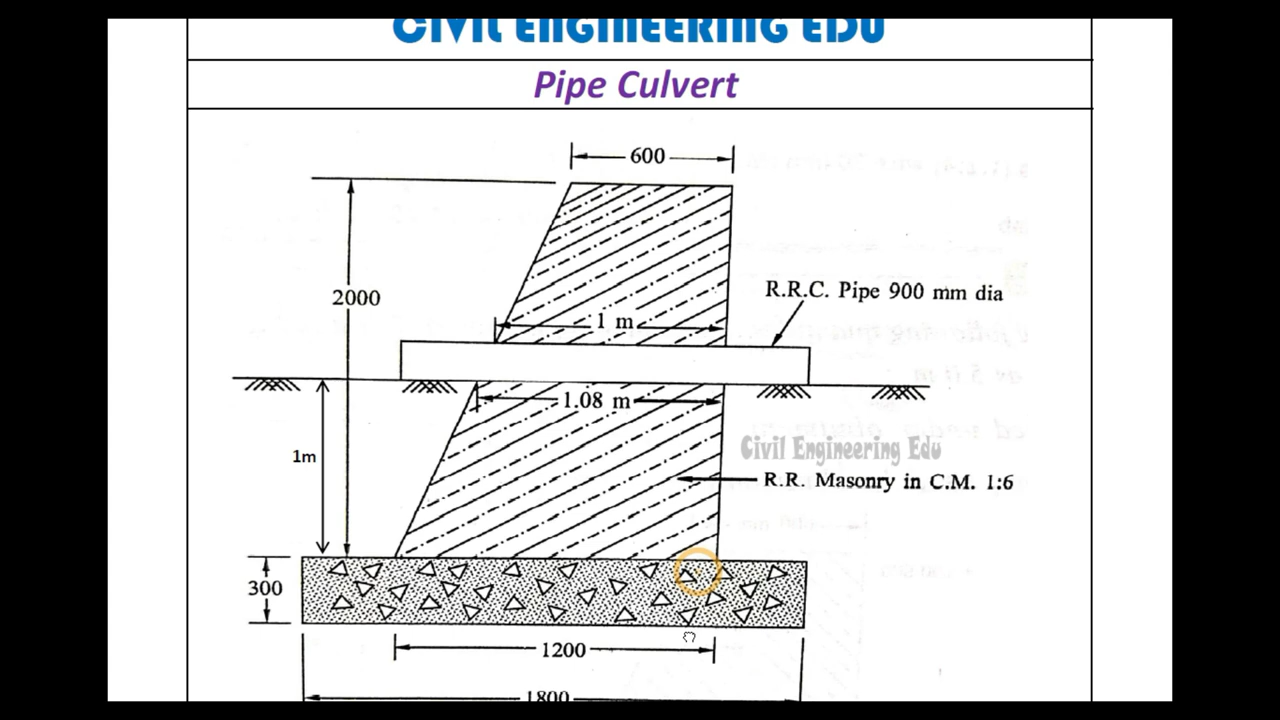 CIVIL ENGINEERING EDU
Pipe Culvert
600
2000
R.R.C. Pipe 900 mm dia
1 m
1.08 m
Civil Engineering Edu
1m
R.R. Masonry in C.M. 1:6
300
1200
1800